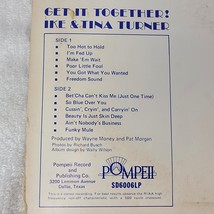 GET IT TOGETHER!
IKE & TINA TURNER
SIDE 1
• Too Hot to Hold
• I'm Fed Up
• Make 'Em Wait
• Poor Little Fool
• You Got What You Wanted
• Freedom Sound
SIDE 2
• Bet'Cha Can't Kiss Me (Just One Time)
• So Blue Over You
• Cussin', Cryin', and Carryin' On
• Beauty Is Just Skin Deep
• Ain't Nobody's Business
• Funky Mule
Produced by Wayne Money and Pat Morgan
Photos by Richard Busch
Album design by Wally Wilson
Pompeii Record
and
Publishing Co.
Dallas, Texas
POMPEII
SD6006LP